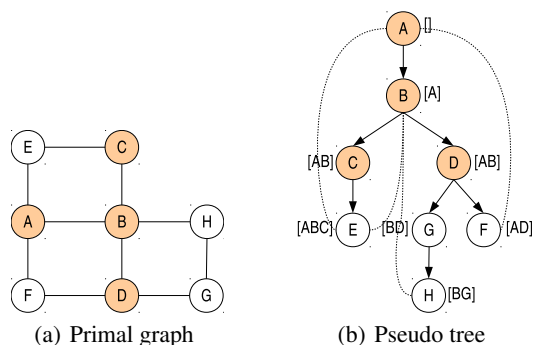 A []
B [A]
E C
[AB] C D [AB]
A B H
[ABC] E [BD] G F [AD]
F D G
H [BG]
(a) Primal graph (b) Pseudo tree